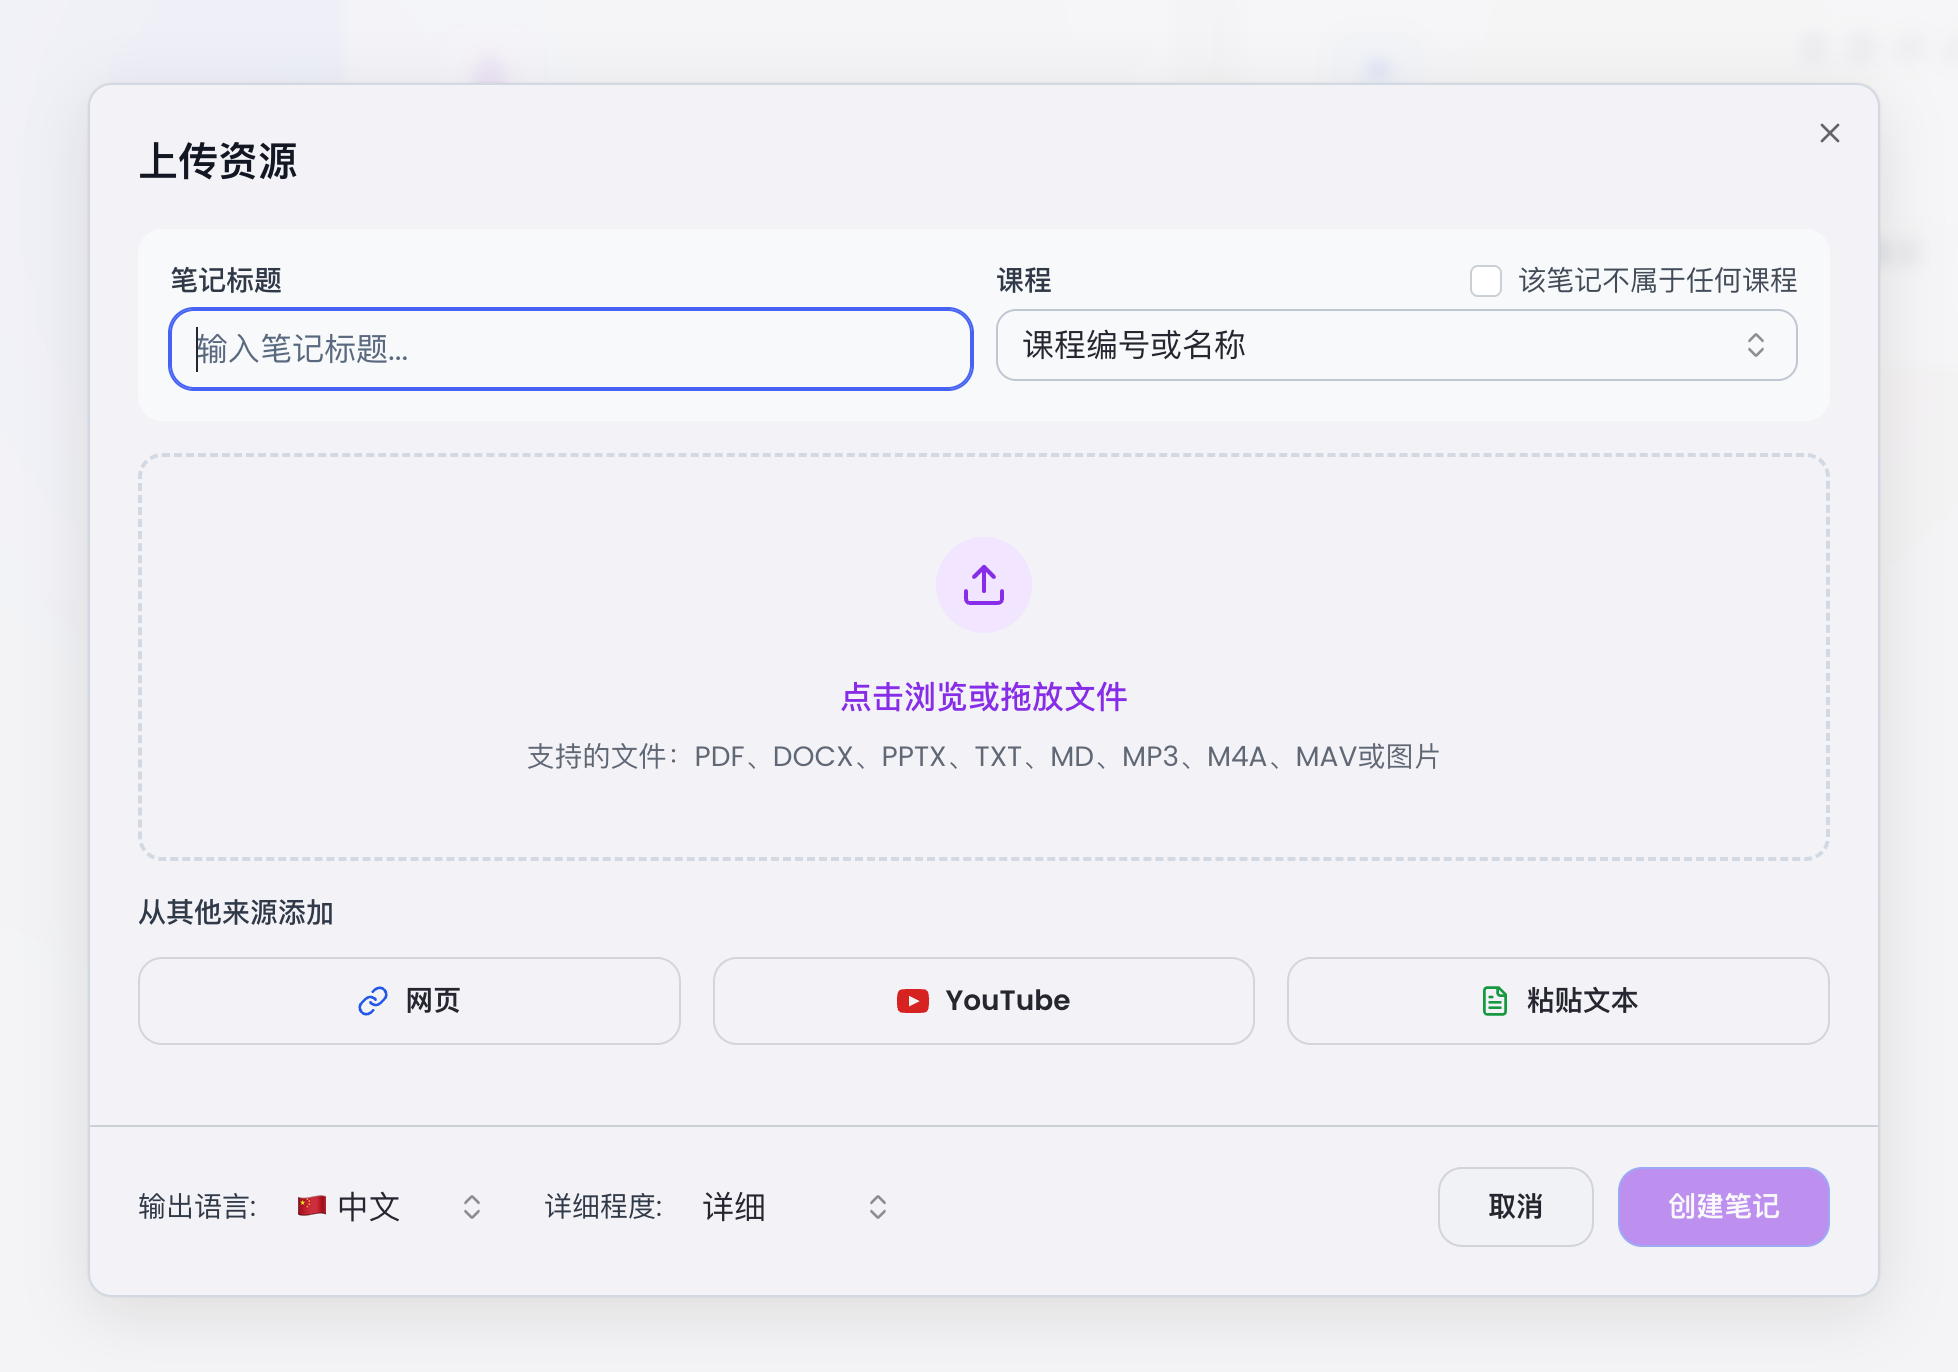 上传资源
笔记标题
课程
该笔记不属于任何课程
输入笔记标题...
课程编号或名称
点击浏览或拖放文件
支持的文件：PDF、DOCX、PPTX、TXT、MD、MP3、M4A、MAV或图片
从其他来源添加
网页
YouTube
粘贴文本
输出语言:
中文
详细程度:
详细
取消
创建笔记